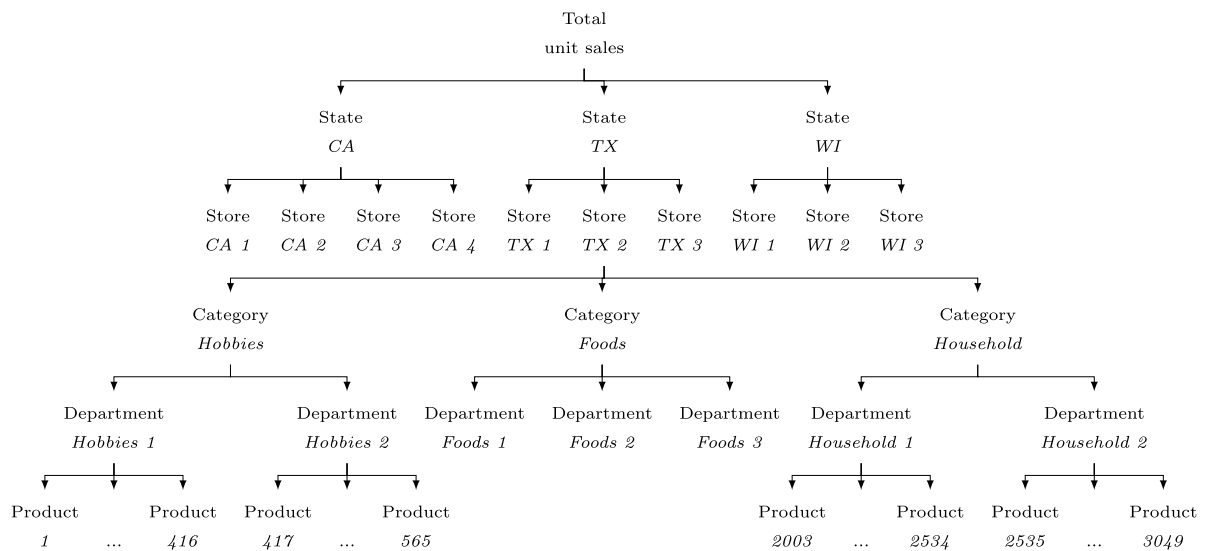 Total
unit sales
State State State
CA TX WI
Store Store Store Store Store Store Store Store Store Store
CA 1 CA 2 CA 3 CA 4 TX 1 TX 2 TX 3 WI 1 WI 2 WI 3
Category Category Category
Hobbies Foods Household
Department Department Department Department Department Department Department
Hobbies 1 Hobbies 2 Foods 1 Foods 2 Foods 3 Household 1 Household 2
Product Product Product Product Product Product Product Product
1 ... 416 417 ... 565 2003 ... 2534 2535 ... 3049